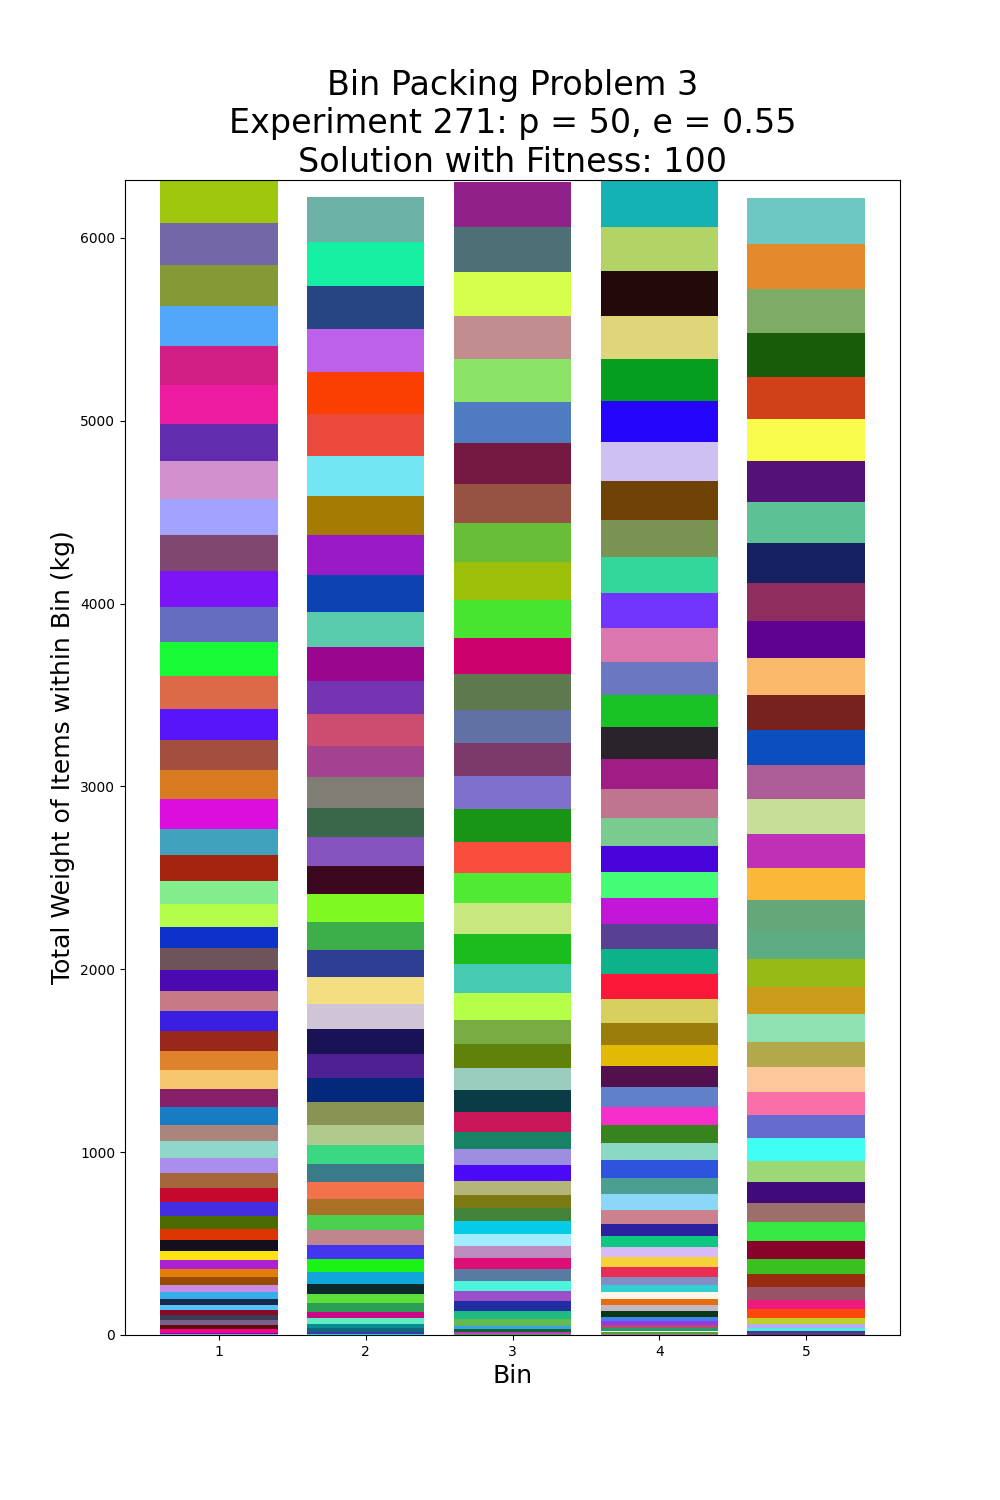 Bin Packing Problem 3
Experiment 271: p = 50, e = 0.55
Solution with Fitness: 100
Total Weight of Items within Bin (kg)
6000
5000
4000
3000
2000
1000
0
1 2 3 4 5
Bin